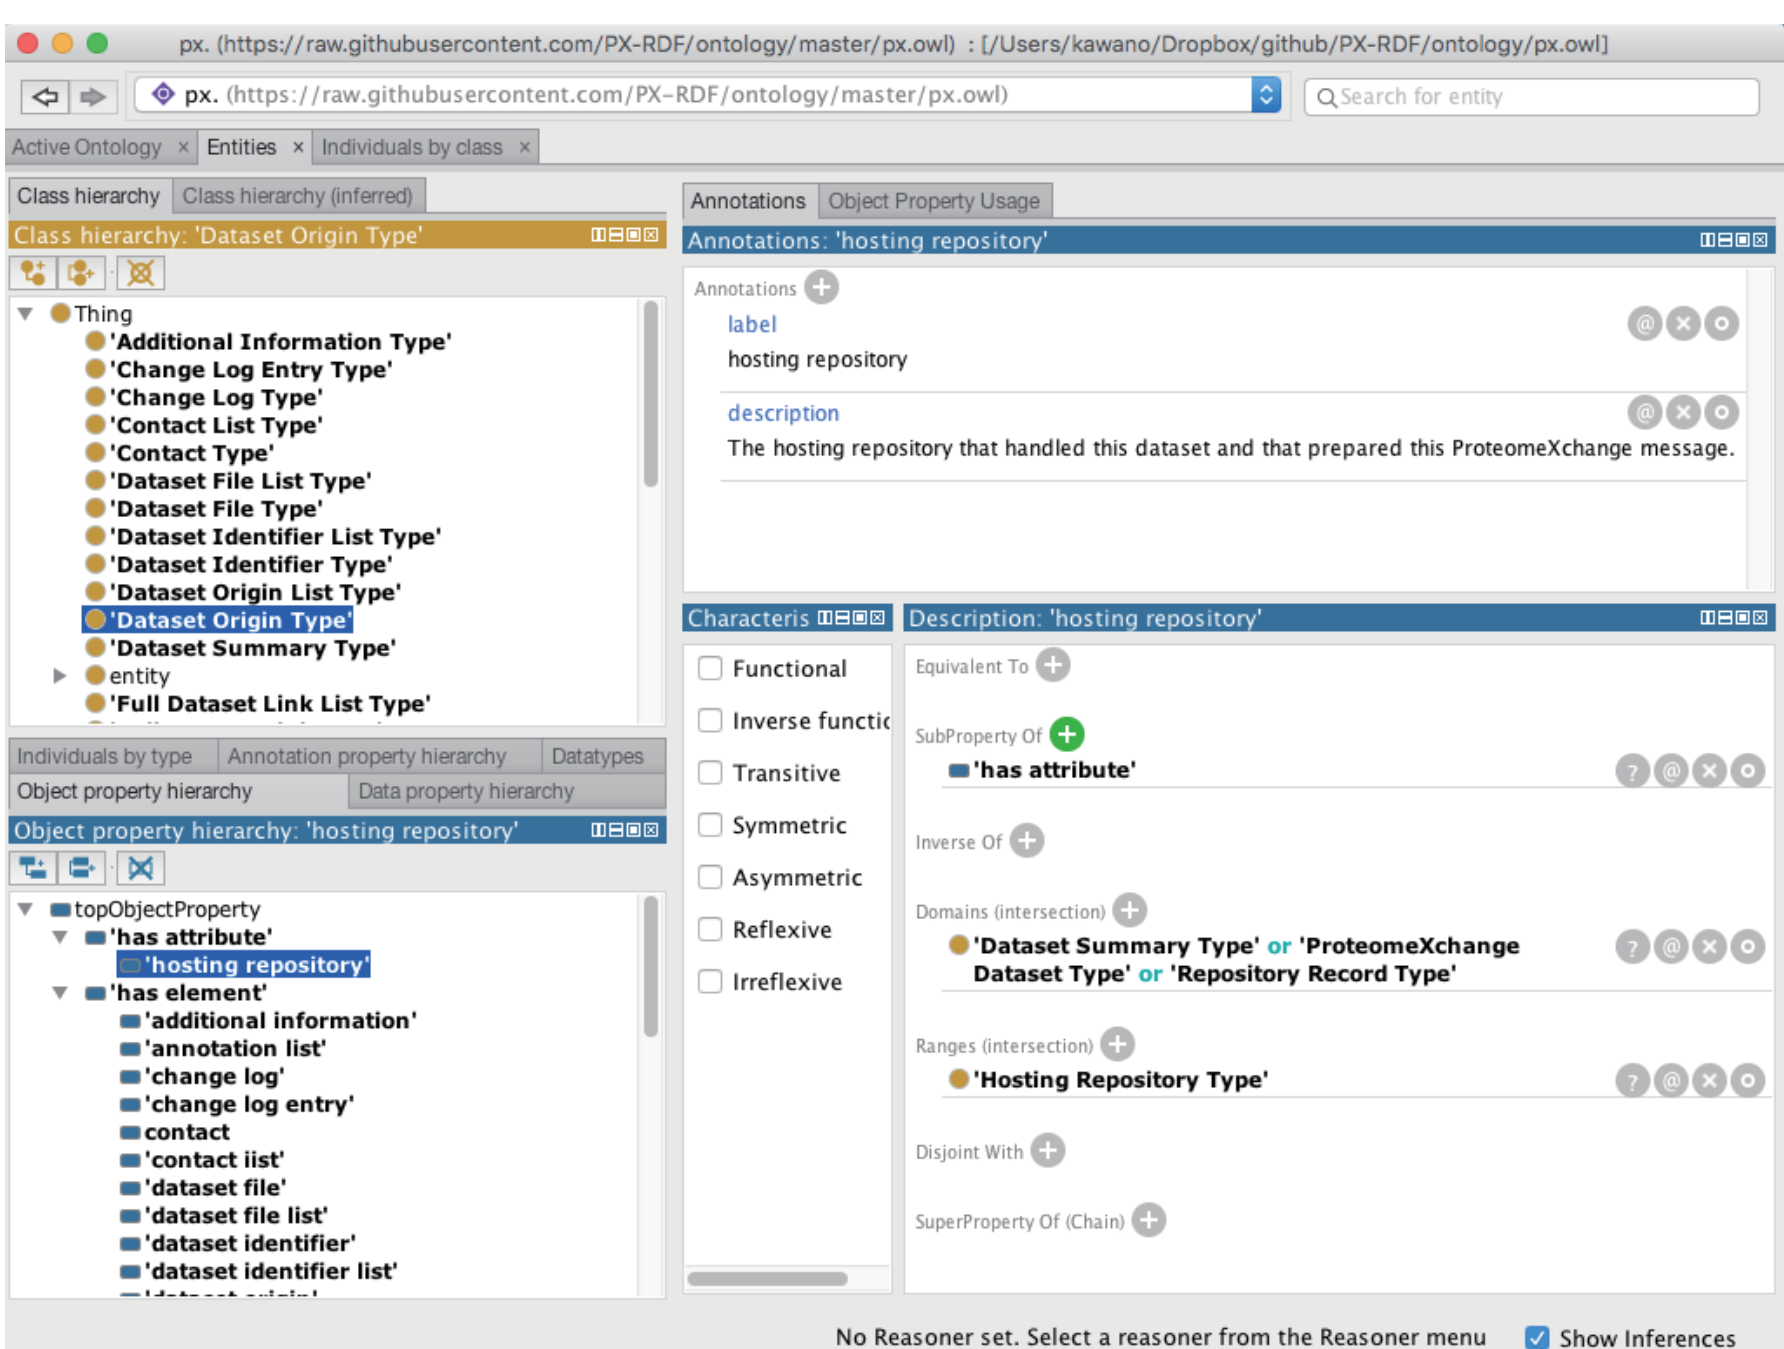 px. (https://raw.githubusercontent.com/PX-RDF/ontology/master/px.owl) : [/Users/kawano/Dropbox/github/PX-RDF/ontology/px.owl]
px. (https://raw.githubusercontent.com/PX-RDF/ontology/master/px.owl)
Search for entity
Active Ontology × Entities × Individuals by class ×
Class hierarchy Class hierarchy (inferred)
Class hierarchy: 'Dataset Origin Type'
Thing
'Additional Information Type'
'Change Log Entry Type'
'Change Log Type'
'Contact List Type'
'Contact Type'
'Dataset File List Type'
'Dataset File Type'
'Dataset Identifier List Type'
'Dataset Identifier Type'
'Dataset Origin List Type'
'Dataset Origin Type'
'Dataset Summary Type'
entity
'Full Dataset Link List Type'
Individuals by type Annotation property hierarchy Datatypes
Object property hierarchy Data property hierarchy
Object property hierarchy: 'hosting repository'
topObjectProperty
'has attribute'
'hosting repository'
'has element'
'additional information'
'annotation list'
'change log'
'change log entry'
contact
'contact iist'
'dataset file'
'dataset file list'
'dataset identifier'
'dataset identifier list'
Annotations Object Property Usage
Annotations: 'hosting repository'
Annotations
label
hosting repository
description
The hosting repository that handled this dataset and that prepared this ProteomeXchange message.
Characteris
Functional
Inverse functio
Transitive
Symmetric
Asymmetric
Reflexive
Irreflexive
Description: 'hosting repository'
Equivalent To
SubProperty Of
'has attribute'
Inverse Of
Domains (intersection)
'Dataset Summary Type' or 'ProteomeXchange
Dataset Type' or 'Repository Record Type'
Ranges (intersection)
'Hosting Repository Type'
Disjoint With
SuperProperty Of (Chain)
No Reasoner set. Select a reasoner from the Reasoner menu
Show Inferences